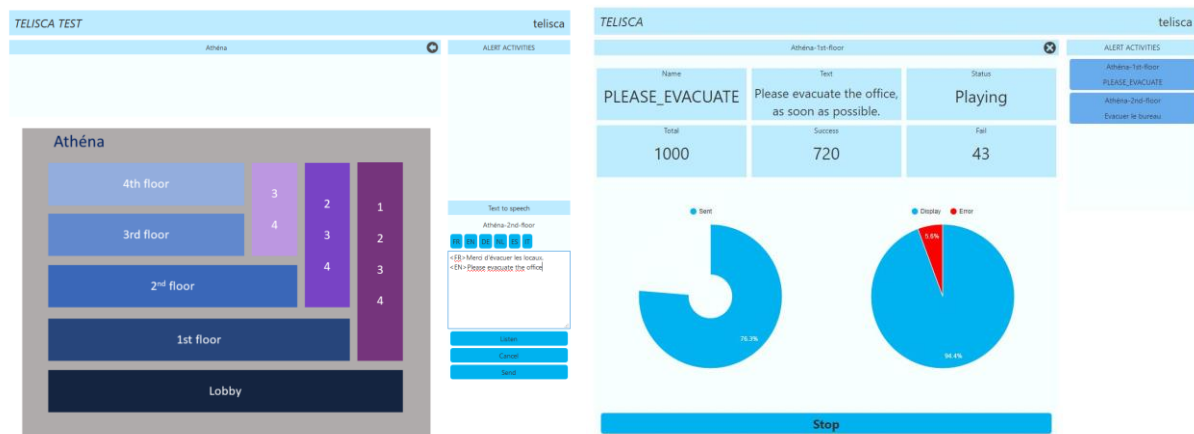 TELISCA TEST
telisca
Athéna
ALERT ACTIVITIES
Athéna
4th floor
3rd floor
2nd floor
1st floor
Lobby
3
4
2
3
4
1
2
3
4
Text to speech
Athéna-2nd-floor
FR EN DE NL ES IT
<FR>Merci d'évacuer les locaux.
<EN>Please evacuate the office
Listen
Cancel
Send
TELISCA
telisca
Athéna-1st-floor
Name
PLEASE_EVACUATE
Text
Please evacuate the office,
as soon as possible.
Status
Playing
Total
1000
Success
720
Fail
43
Sent
76.3%
Display
Error
5.6%
94.4%
Stop
ALERT ACTIVITIES
Athéna-1st-floor
PLEASE_EVACUATE
Athéna-2nd-floor
Evacuer le bureau